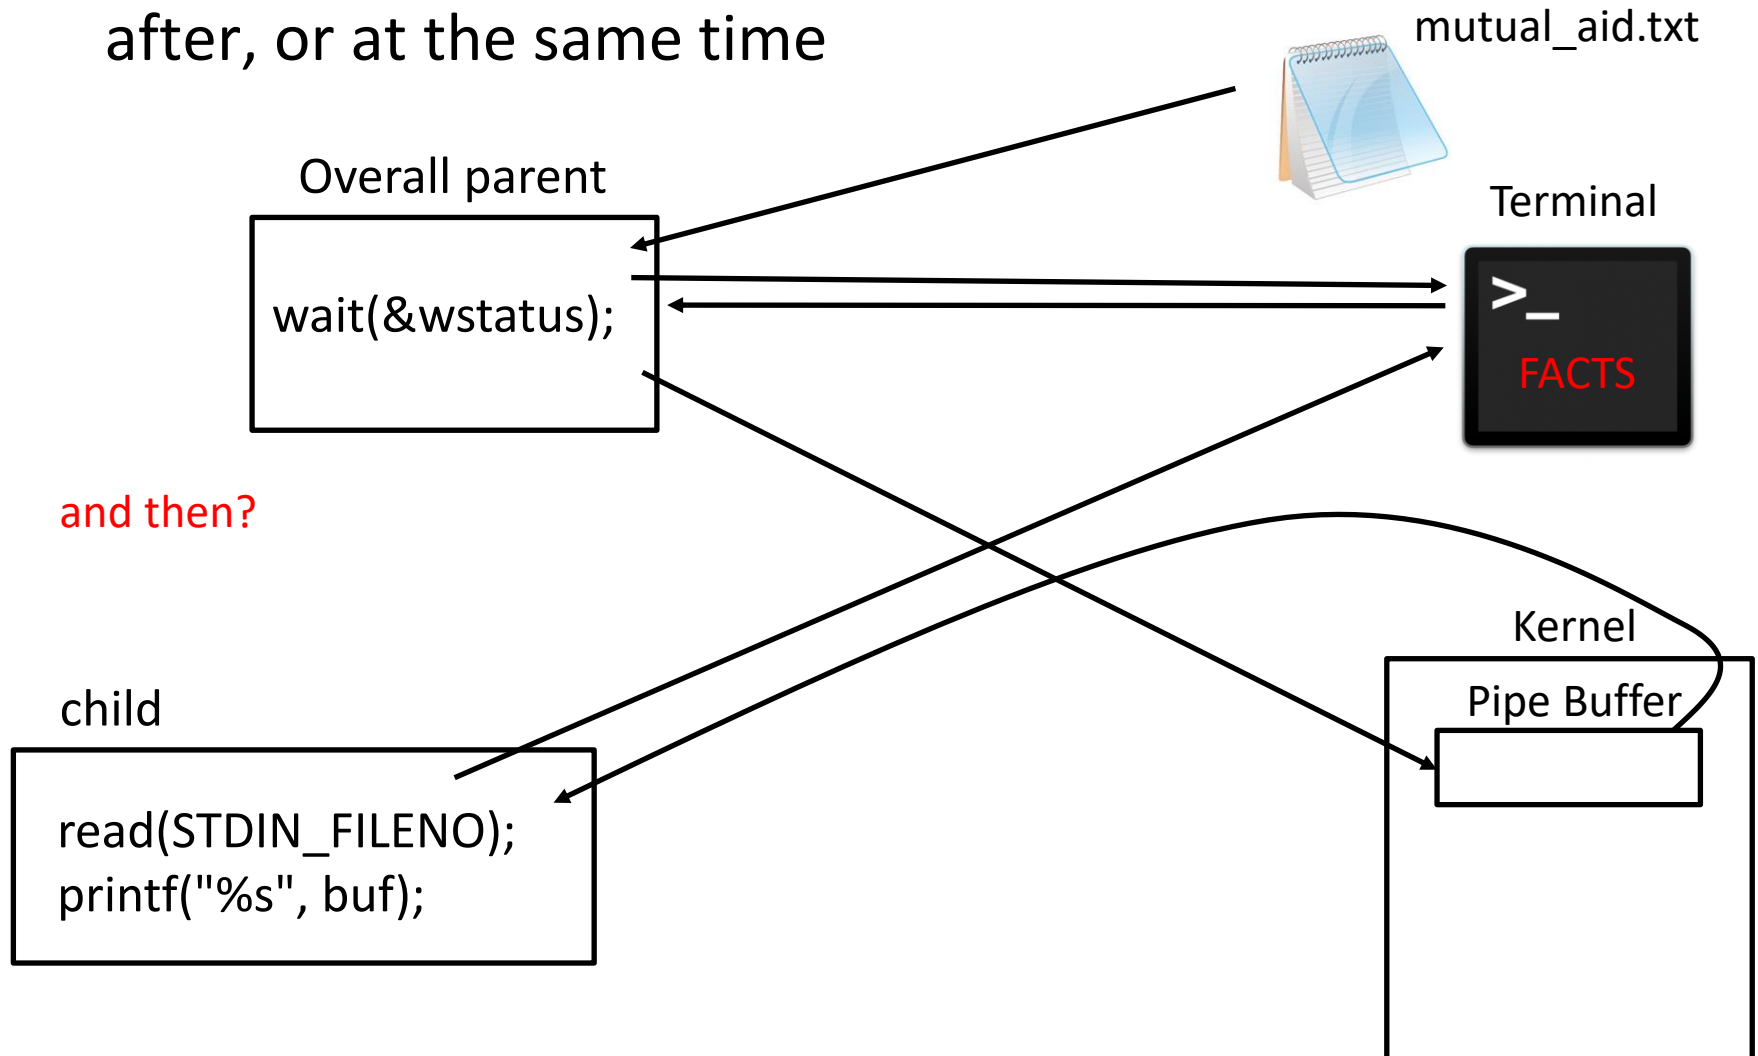 after, or at the same time
mutual_aid.txt
Overall parent
Terminal
wait(&wstatus);
>_
FACTS
and then?
Kernel
child
Pipe Buffer
read(STDIN_FILENO);
printf("%s", buf);